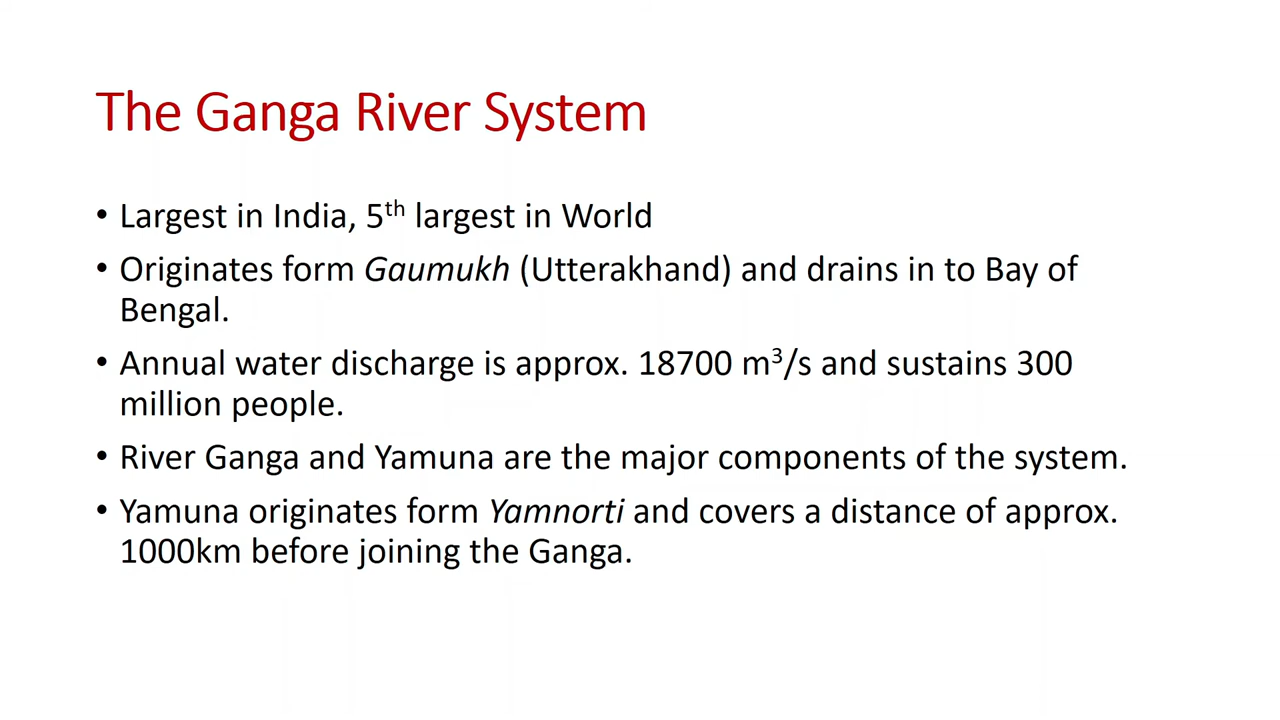 The Ganga River System
• Largest in India, 5th largest in World
• Originates form Gaumukh (Utterakhand) and drains in to Bay of
Bengal.
• Annual water discharge is approx. 18700 m³/s and sustains 300
million people.
• River Ganga and Yamuna are the major components of the system.
• Yamuna originates form Yamnorti and covers a distance of approx.
1000km before joining the Ganga.